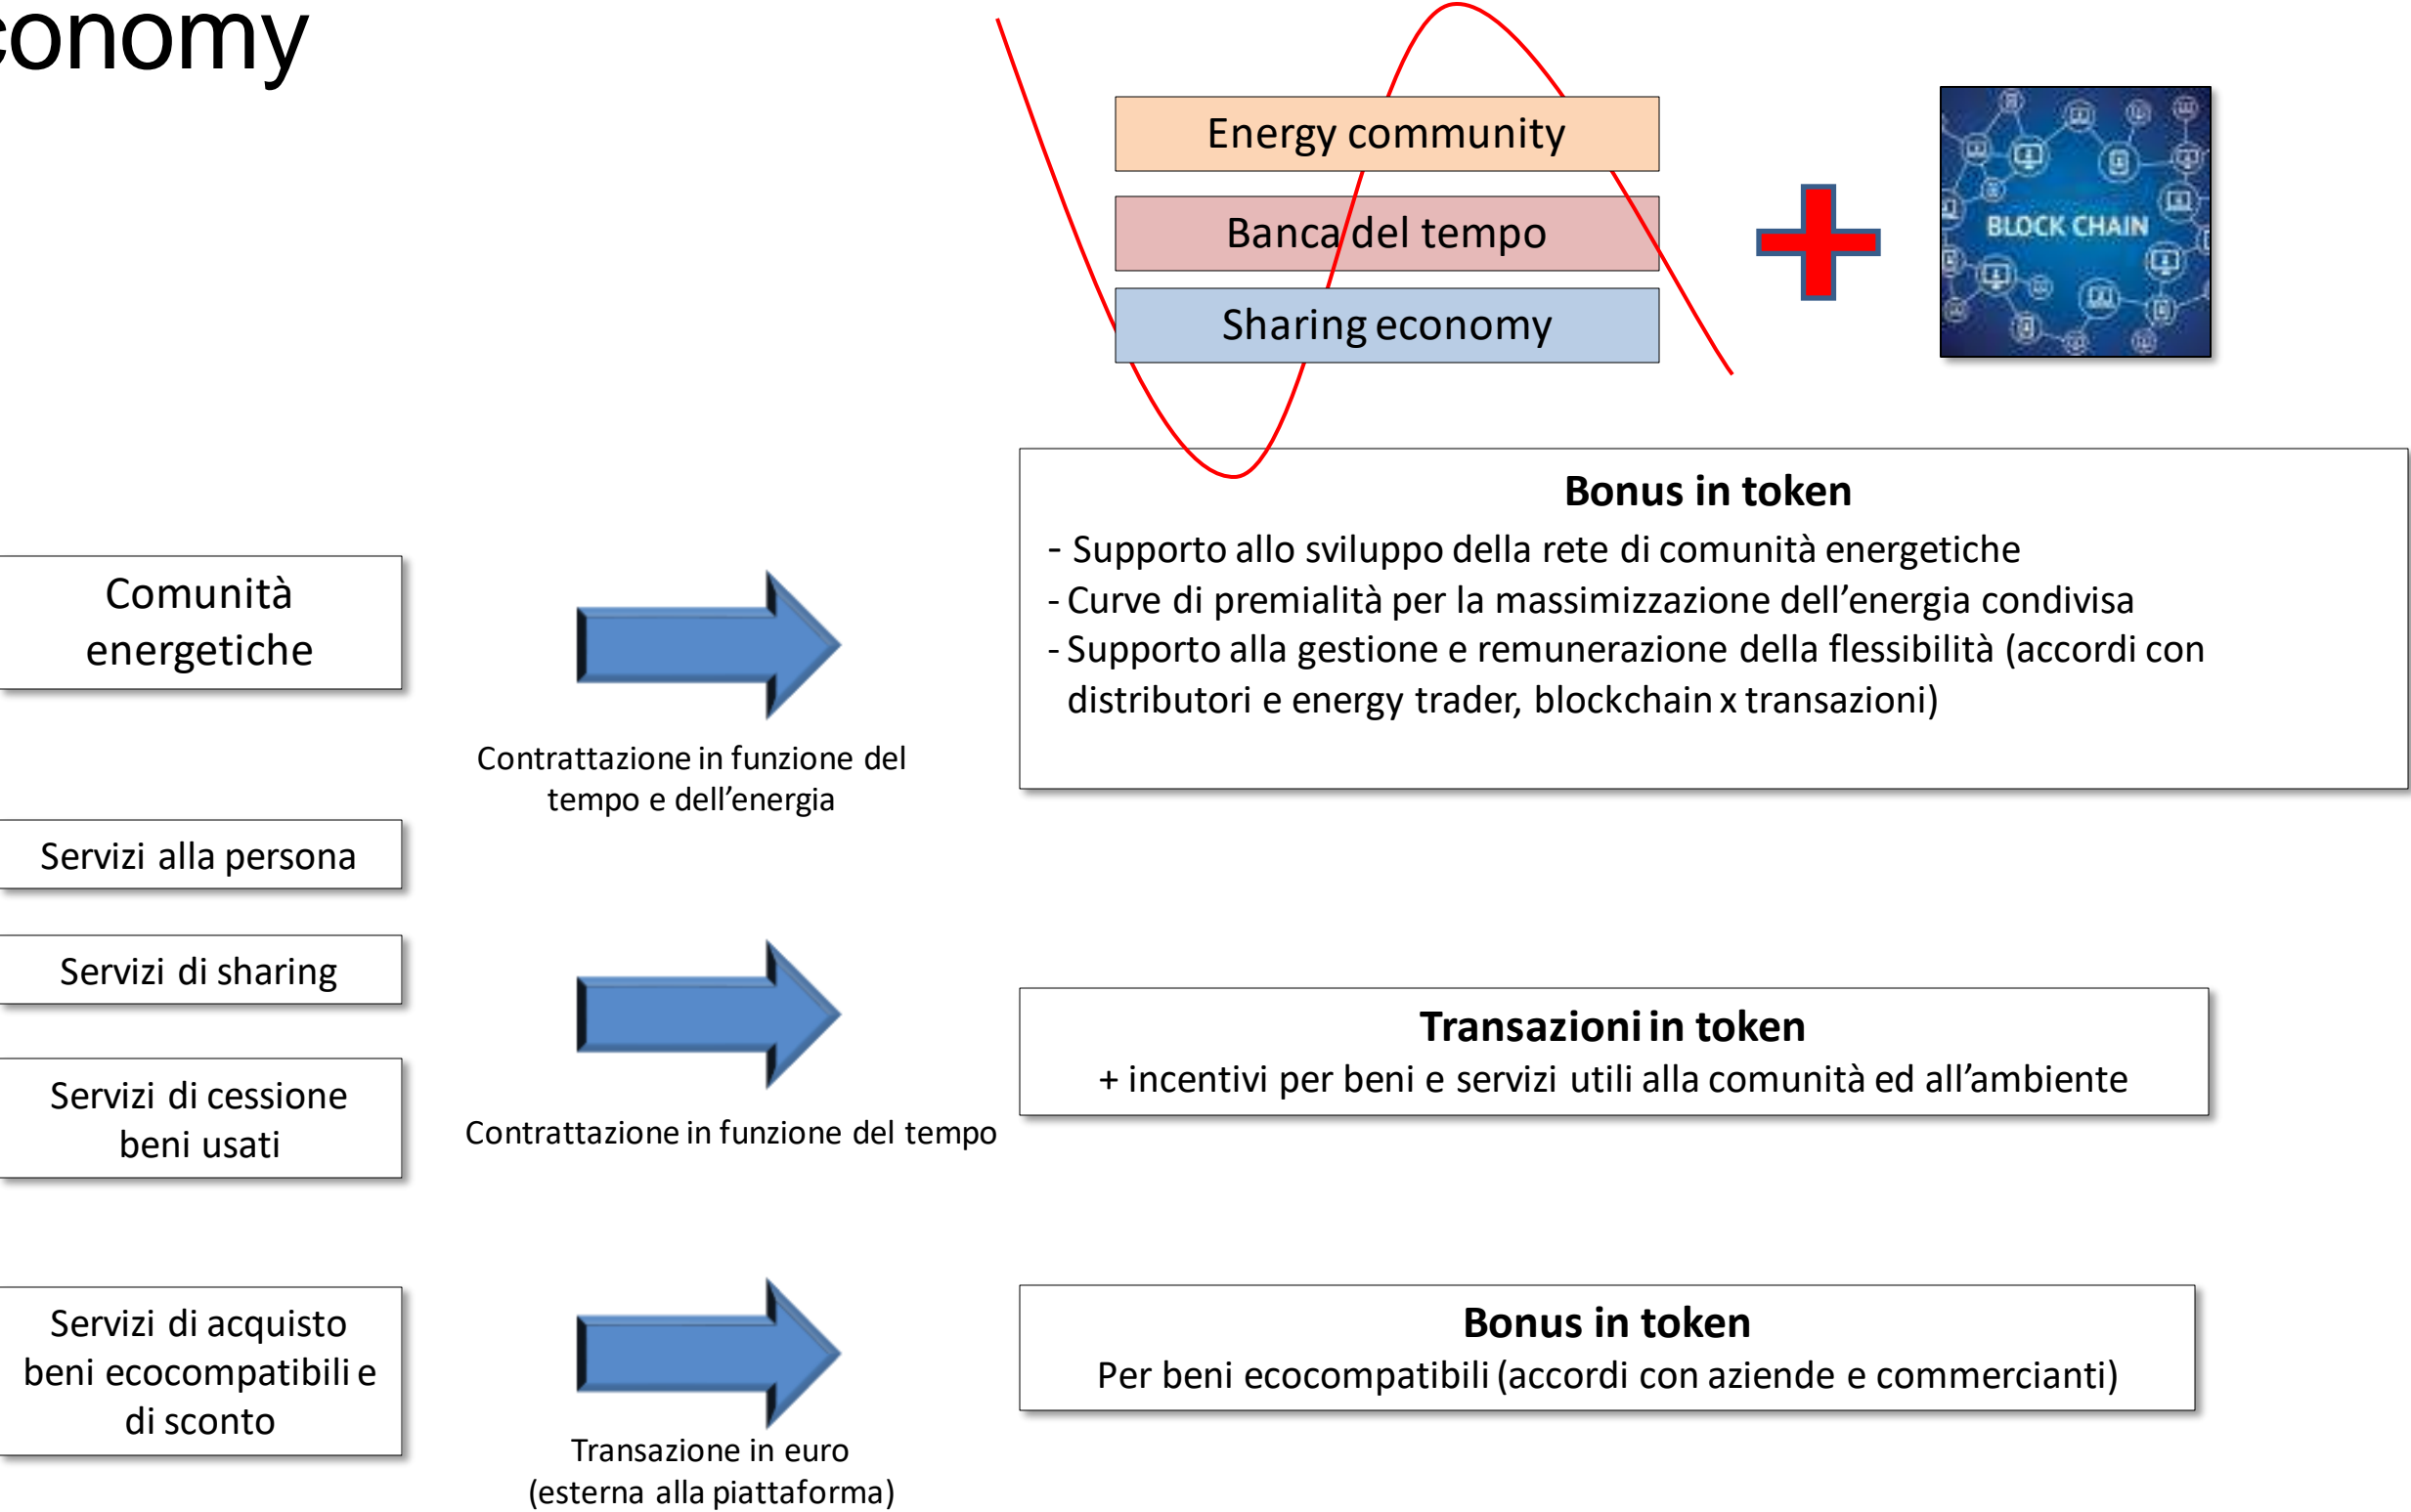 conomy
Energy community
Banca del tempo
Sharing economy
BLOCK CHAIN
Comunità
energetiche
Contrattazione in funzione del
tempo e dell’energia
Bonus in token
- Supporto allo sviluppo della rete di comunità energetiche
- Curve di premialità per la massimizzazione dell’energia condivisa
- Supporto alla gestione e remunerazione della flessibilità (accordi con
distributori e energy trader, blockchain x transazioni)
Servizi alla persona
Servizi di sharing
Servizi di cessione
beni usati
Contrattazione in funzione del tempo
Transazioni in token
+ incentivi per beni e servizi utili alla comunità ed all’ambiente
Servizi di acquisto
beni ecocompatibili e
di sconto
Transazione in euro
(esterna alla piattaforma)
Bonus in token
Per beni ecocompatibili (accordi con aziende e commercianti)